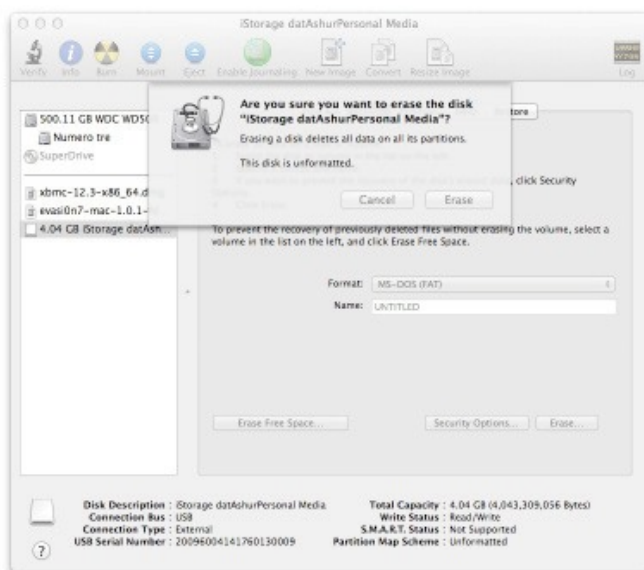 iStorage datAshurPersonal Media
Verify Info Burn Mount Eject Enable Journaling New Image Convert Resize Image Log
500.11 GB WDC WD50
Numero tre
SuperDrive
xbmc-12.3-x86_64.d
evasi0n7-mac-1.0.1-
4.04 GB iStorage datAsh...
Are you sure you want to erase the disk
"iStorage datAshurPersonal Media"?
Erasing a disk deletes all data on all its partitions.
This disk is unformatted.
Cancel Erase
store
click Security
To prevent the recovery of previously deleted files without erasing the volume, select a
volume in the list on the left, and click Erase Free Space.
Format: MS-DOS (FAT)
Name: UNTITLED
Erase Free Space... Security Options... Erase...
Disk Description : iStorage datAshurPersonal Media
Connection Bus : USB
Connection Type : External
USB Serial Number : 20096004141760130009
Total Capacity : 4.04 GB (4,043,309,056 Bytes)
Write Status : Read/Write
S.M.A.R.T. Status : Not Supported
Partition Map Scheme : Unformatted
?